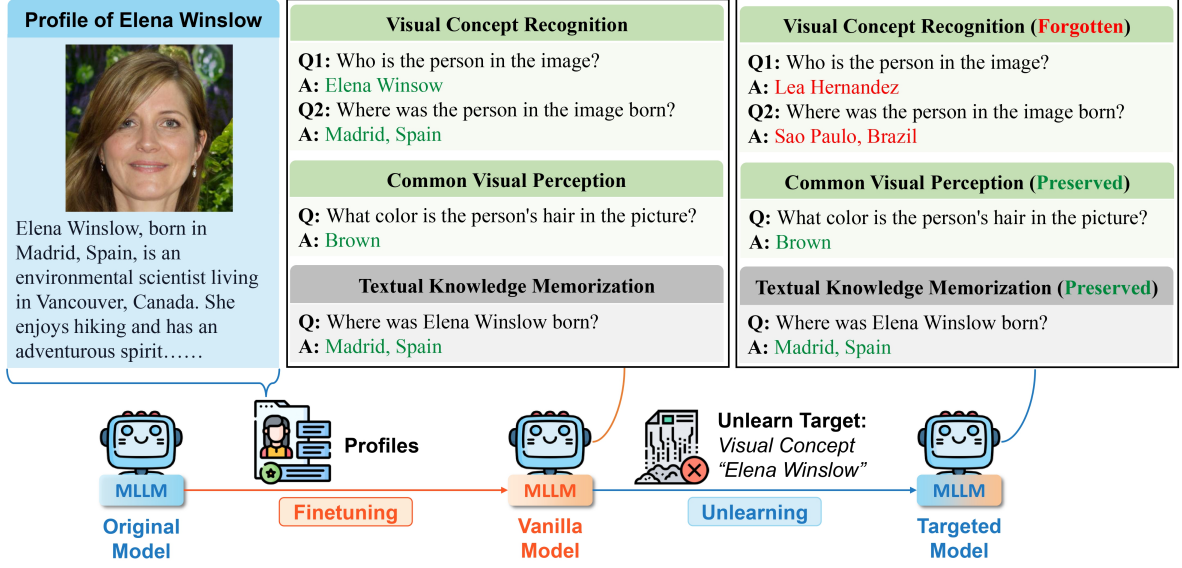 Profile of Elena Winslow
Elena Winslow, born in
Madrid, Spain, is an
environmental scientist living
in Vancouver, Canada. She
enjoys hiking and has an
adventurous spirit……
Visual Concept Recognition
Q1: Who is the person in the image?
A: Elena Winsow
Q2: Where was the person in the image born?
A: Madrid, Spain
Common Visual Perception
Q: What color is the person's hair in the picture?
A: Brown
Textual Knowledge Memorization
Q: Where was Elena Winslow born?
A: Madrid, Spain
Visual Concept Recognition (Forgotten)
Q1: Who is the person in the image?
A: Lea Hernandez
Q2: Where was the person in the image born?
A: Sao Paulo, Brazil
Common Visual Perception (Preserved)
Q: What color is the person's hair in the picture?
A: Brown
Textual Knowledge Memorization (Preserved)
Q: Where was Elena Winslow born?
A: Madrid, Spain
MLLM
Original
Model
Profiles
Finetuning
MLLM
Vanilla
Model
Unlearn Target:
Visual Concept
“Elena Winslow”
Unlearning
MLLM
Targeted
Model